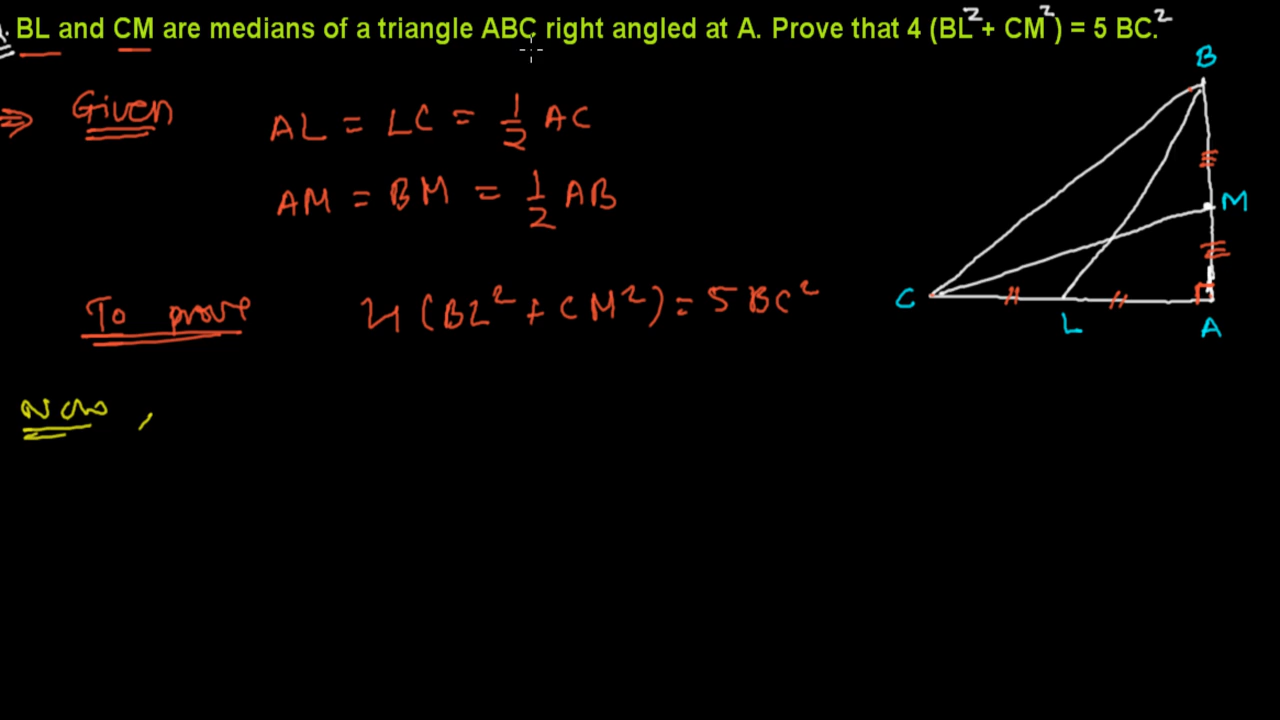 BL and CM are medians of a triangle ABC right angled at A. Prove that 4 (BL²+ CM²) = 5 BC.²
Given AL = LC = 1/2 AC
AM = BM = 1/2 AB
To prove 4 (BL² + CM²) = 5 BC²
Now ,
B
M
C
L
A